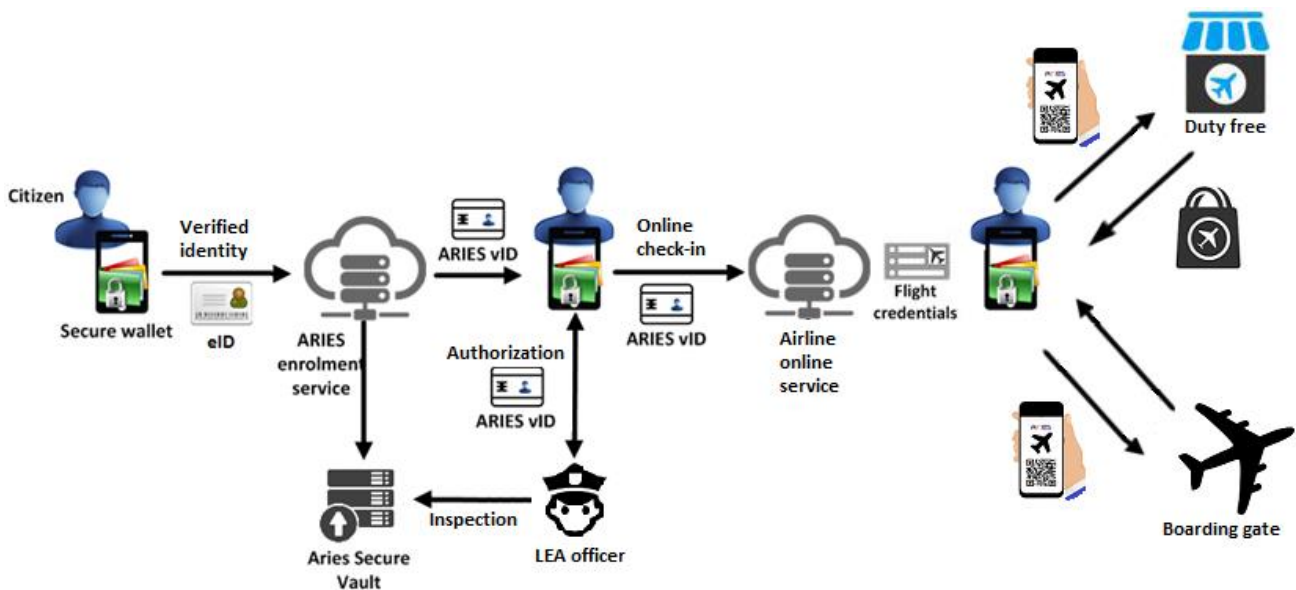 Citizen
Secure wallet
Verified
identity
eID
ARIES
enrolment
service
ARIES vID
Authorization
ARIES vID
Aries Secure
Vault
Inspection
LEA officer
Online
check-in
ARIES vID
Airline
online
service
Flight
credentials
Duty free
Boarding gate